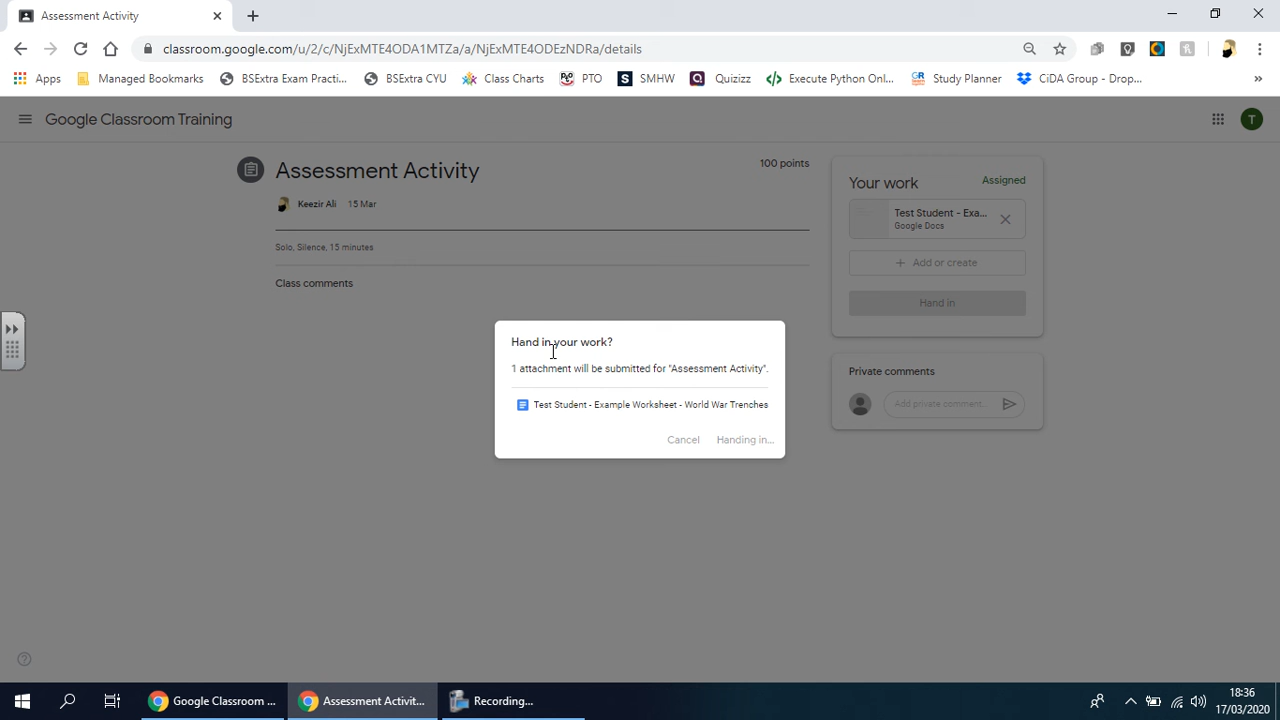 Assessment Activity
classroom.google.com/u/2/c/NjExMTE4ODA1MTZa/a/NjExMTE4ODEzNDRa/details
Apps Managed Bookmarks BSExtra Exam Practi... BSExtra CYU Class Charts PTO SMHW Quizizz Execute Python Onl... Study Planner CiDA Group - Drop... »
Google Classroom Training
T
Assessment Activity
100 points
Keezir Ali 15 Mar
Solo, Silence, 15 minutes
Class comments
Your work Assigned
Test Student - Exa...
Google Docs
+ Add or create
Hand in
Private comments
Add private comment...
Hand in your work?
1 attachment will be submitted for "Assessment Activity".
Test Student - Example Worksheet - World War Trenches
Cancel Handing in...
Google Classroom ... Assessment Activit... Recording...
18:36
17/03/2020